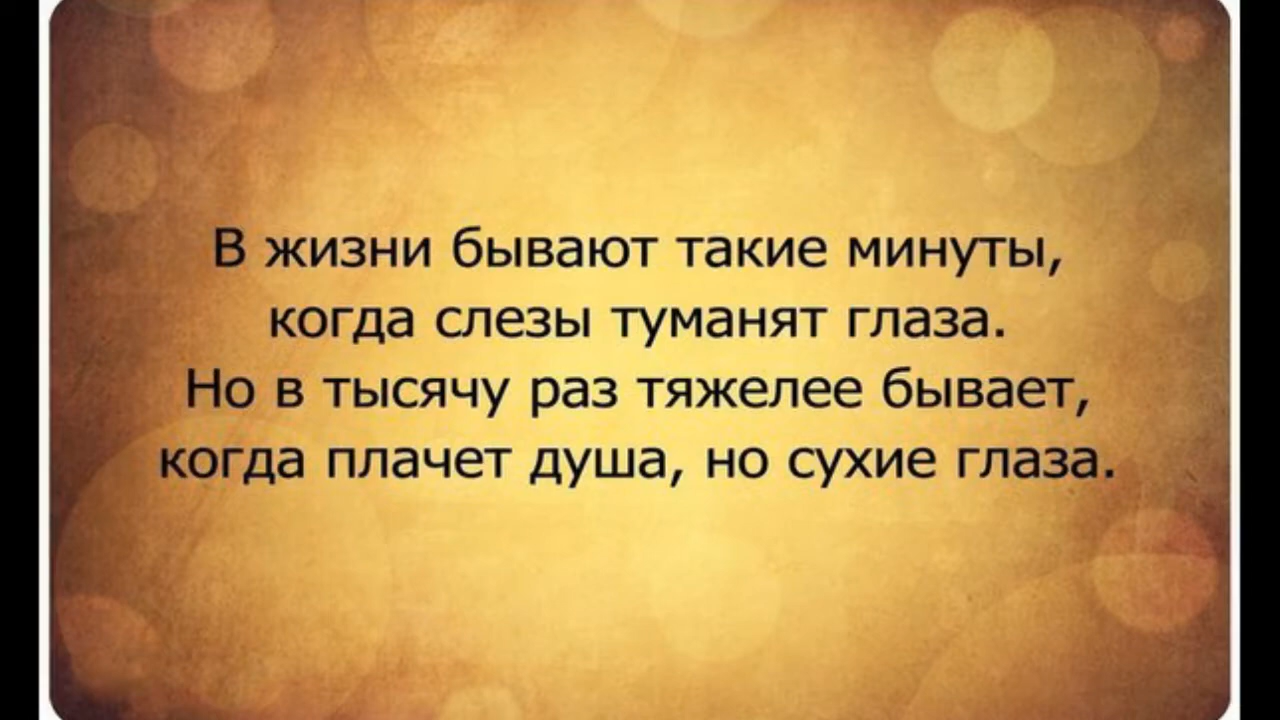 В жизни бывают такие минуты,
когда слезы туманят глаза.
Но в тысячу раз тяжелее бывает,
когда плачет душа, но сухие глаза.